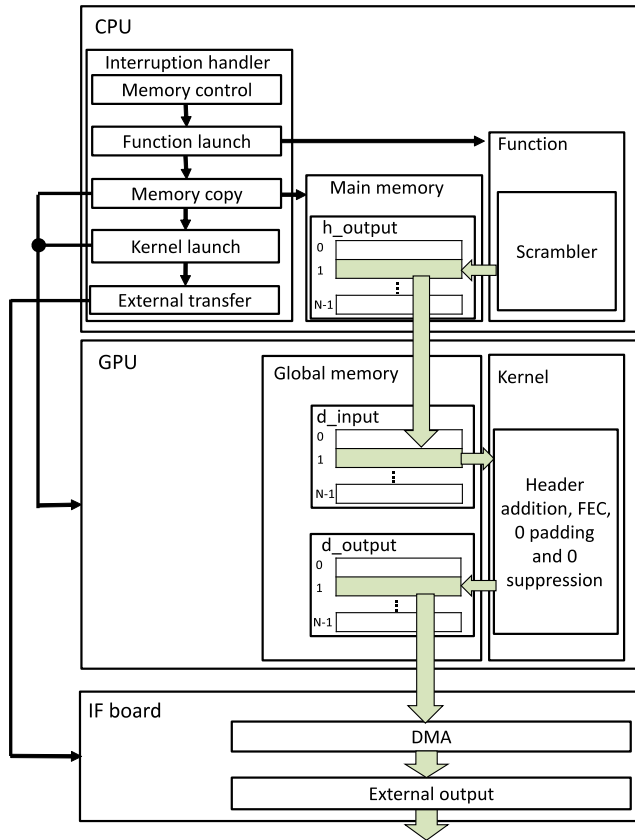 CPU
Interruption handler
Memory control
Function launch
Memory copy
Kernel launch
External transfer
Main memory
h_output
0
1
N-1
Function
Scrambler
GPU
Global memory
d_input
0
1
N-1
d_output
0
1
N-1
Kernel
Header
addition, FEC,
0 padding
and 0
suppression
IF board
DMA
External output